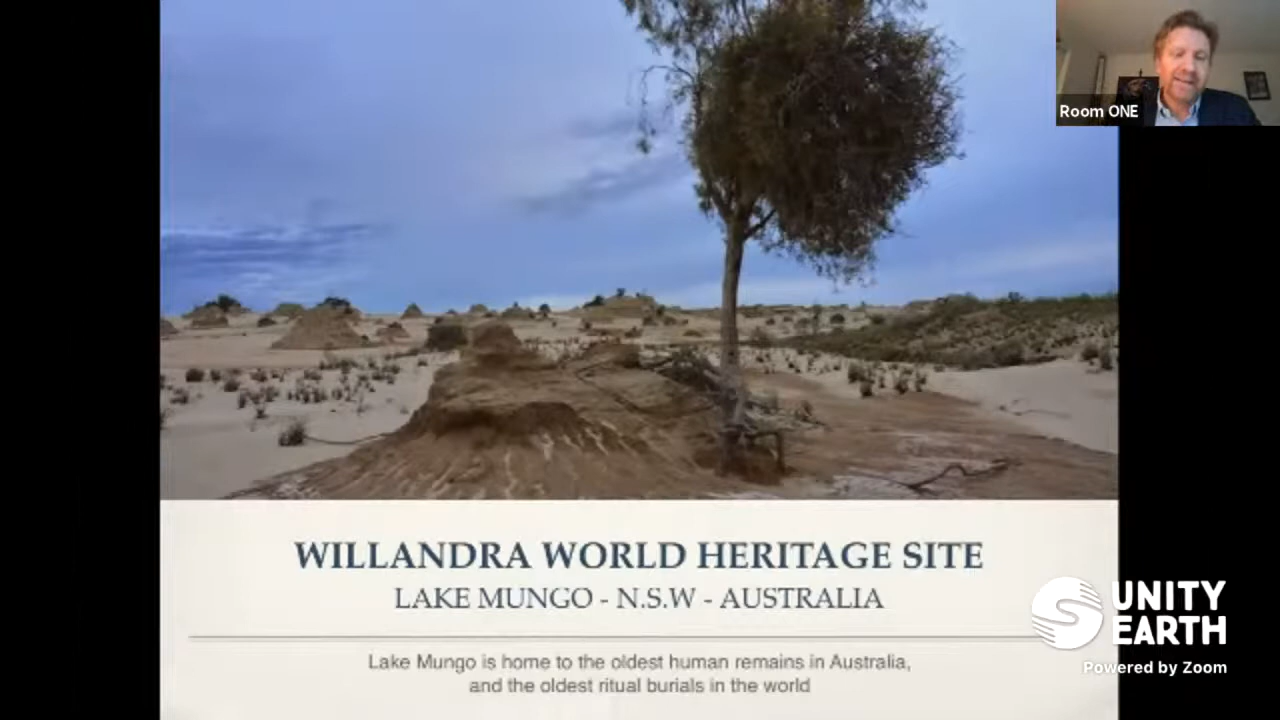 Room ONE
WILLANDRA WORLD HERITAGE SITE
LAKE MUNGO - N.S.W - AUSTRALIA
Lake Mungo is home to the oldest human remains in Australia,
and the oldest ritual burials in the world
UNITY
EARTH
Powered by Zoom